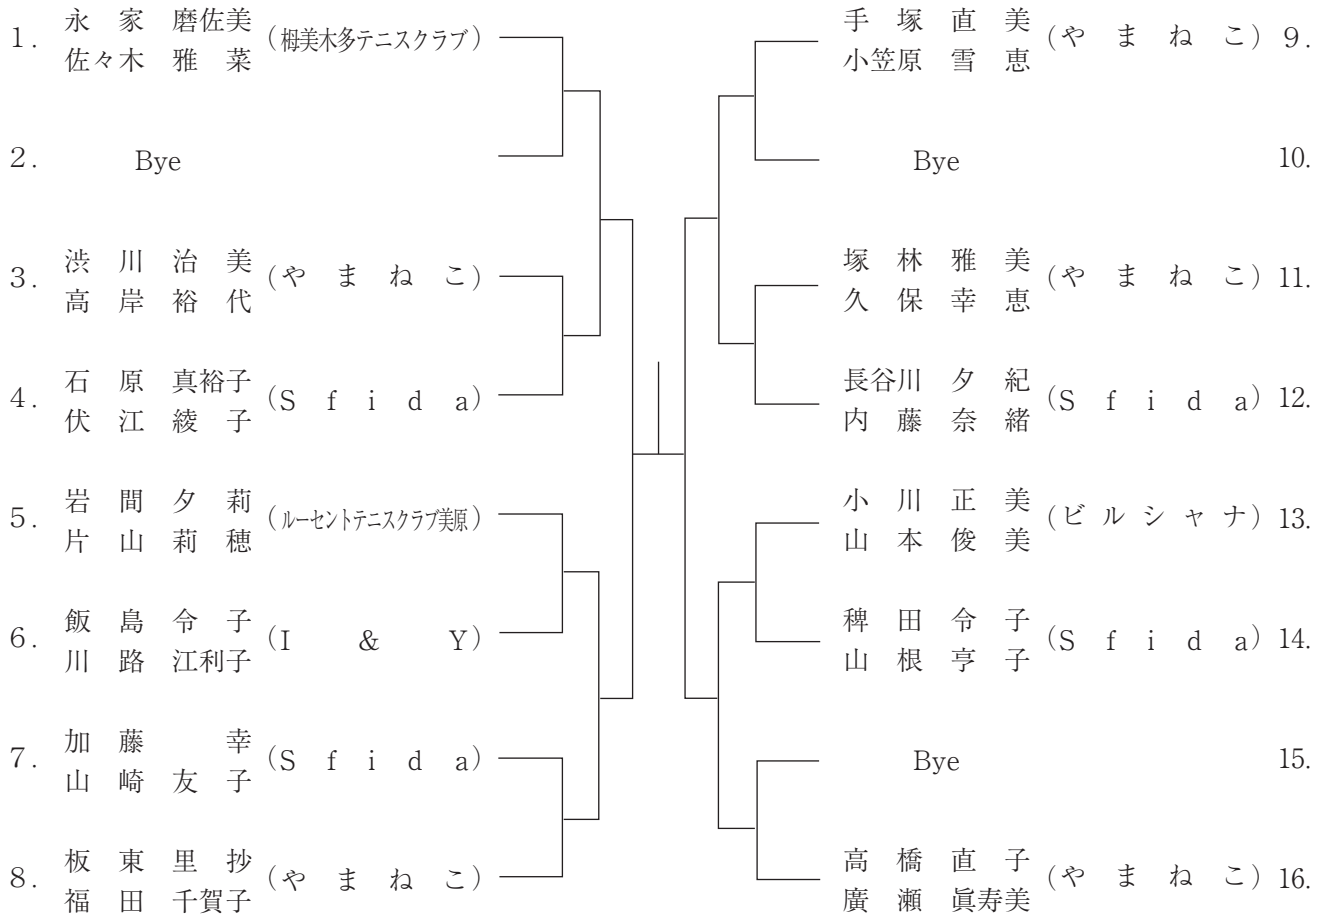 1. 永家磨佐美 (栂美木多テニスクラブ)
佐々木雅菜
2. Bye
3. 渋川治美 (やまねこ)
高岸裕代
4. 石原真裕子 (Sfida)
伏江綾子
5. 岩間夕莉 (ルーセントテニスクラブ美原)
片山莉穂
6. 飯島令子 (I & Y)
川路江利子
7. 加藤幸 (Sfida)
山崎友子
8. 板東里抄 (やまねこ)
福田千賀子
手塚直美 (やまねこ) 9.
小笠原雪恵
Bye 10.
塚林雅美 (やまねこ) 11.
久保幸恵
長谷川夕紀 (Sfida) 12.
内藤奈緒
小川正美 (ビルシャナ) 13.
山本俊美
稗田令子 (Sfida) 14.
山根亨子
Bye 15.
高橋直子 (やまねこ) 16.
廣瀬眞寿美